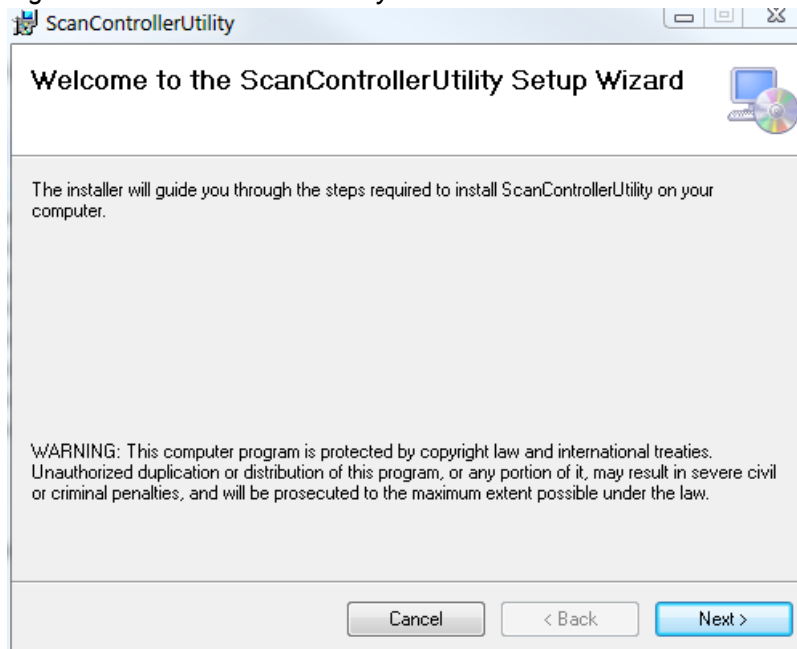 ScanControllerUtility
Welcome to the ScanControllerUtility Setup Wizard
The installer will guide you through the steps required to install ScanControllerUtility on your
computer.
WARNING: This computer program is protected by copyright law and international treaties.
Unauthorized duplication or distribution of this program, or any portion of it, may result in severe civil
or criminal penalties, and will be prosecuted to the maximum extent possible under the law.
Cancel
< Back
Next >